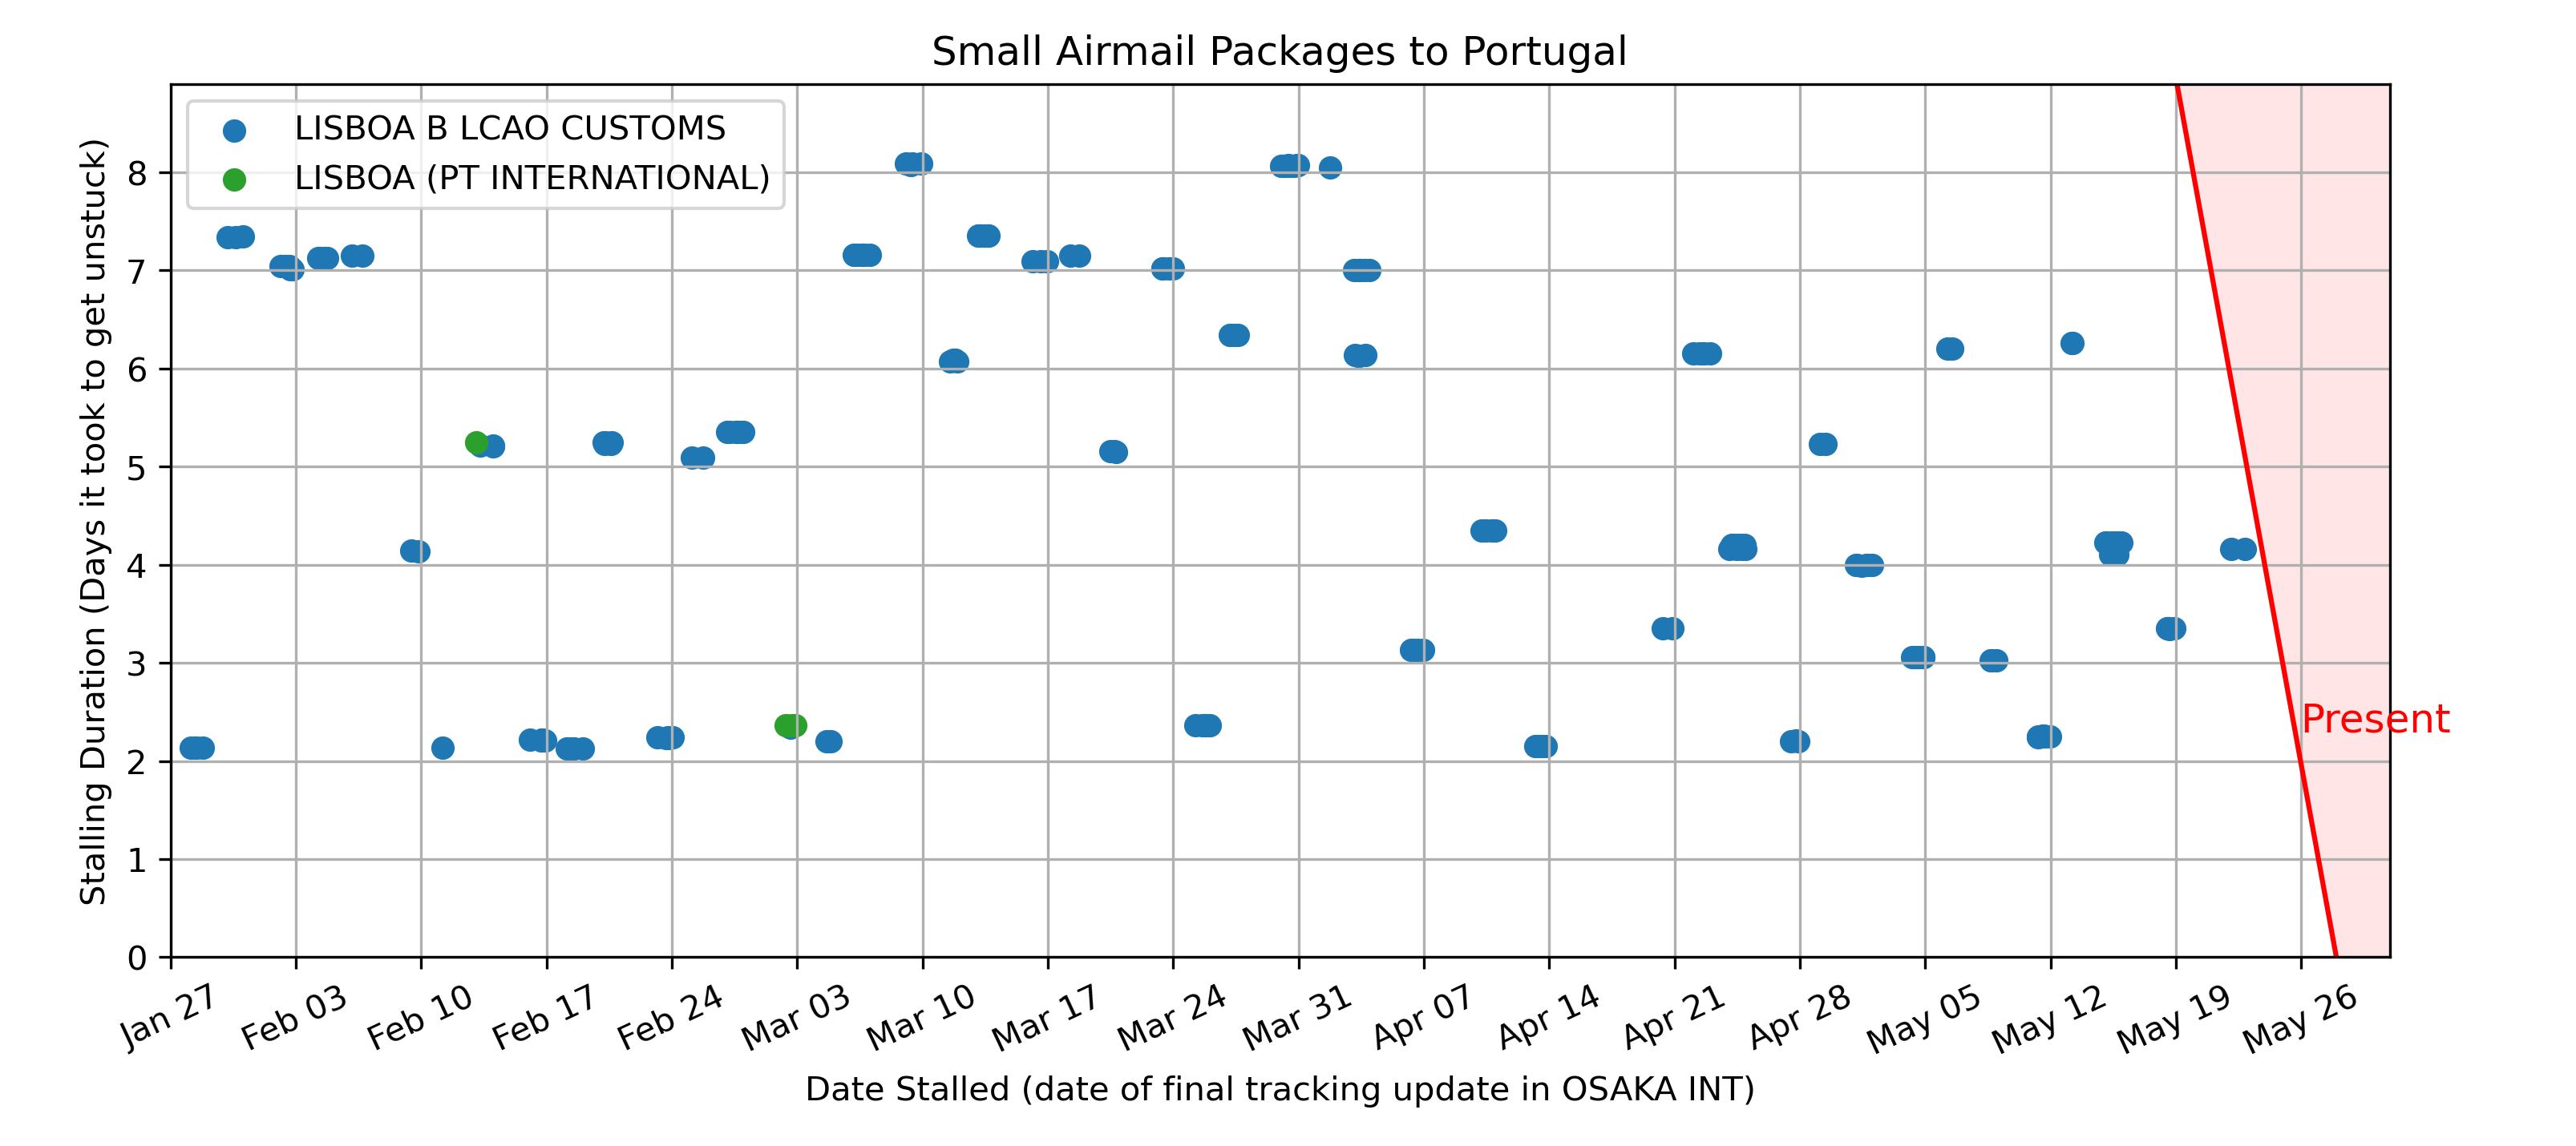 Small Airmail Packages to Portugal
LISBOA B LCAO CUSTOMS
LISBOA (PT INTERNATIONAL)
Stalling Duration (Days it took to get unstuck)
8
7
6
5
4
3
2
1
0
Present
Jan 27
Feb 03
Feb 10
Feb 17
Feb 24
Mar 03
Mar 10
Mar 17
Mar 24
Mar 31
Apr 07
Apr 14
Apr 21
Apr 28
May 05
May 12
May 19
May 26
Date Stalled (date of final tracking update in OSAKA INT)